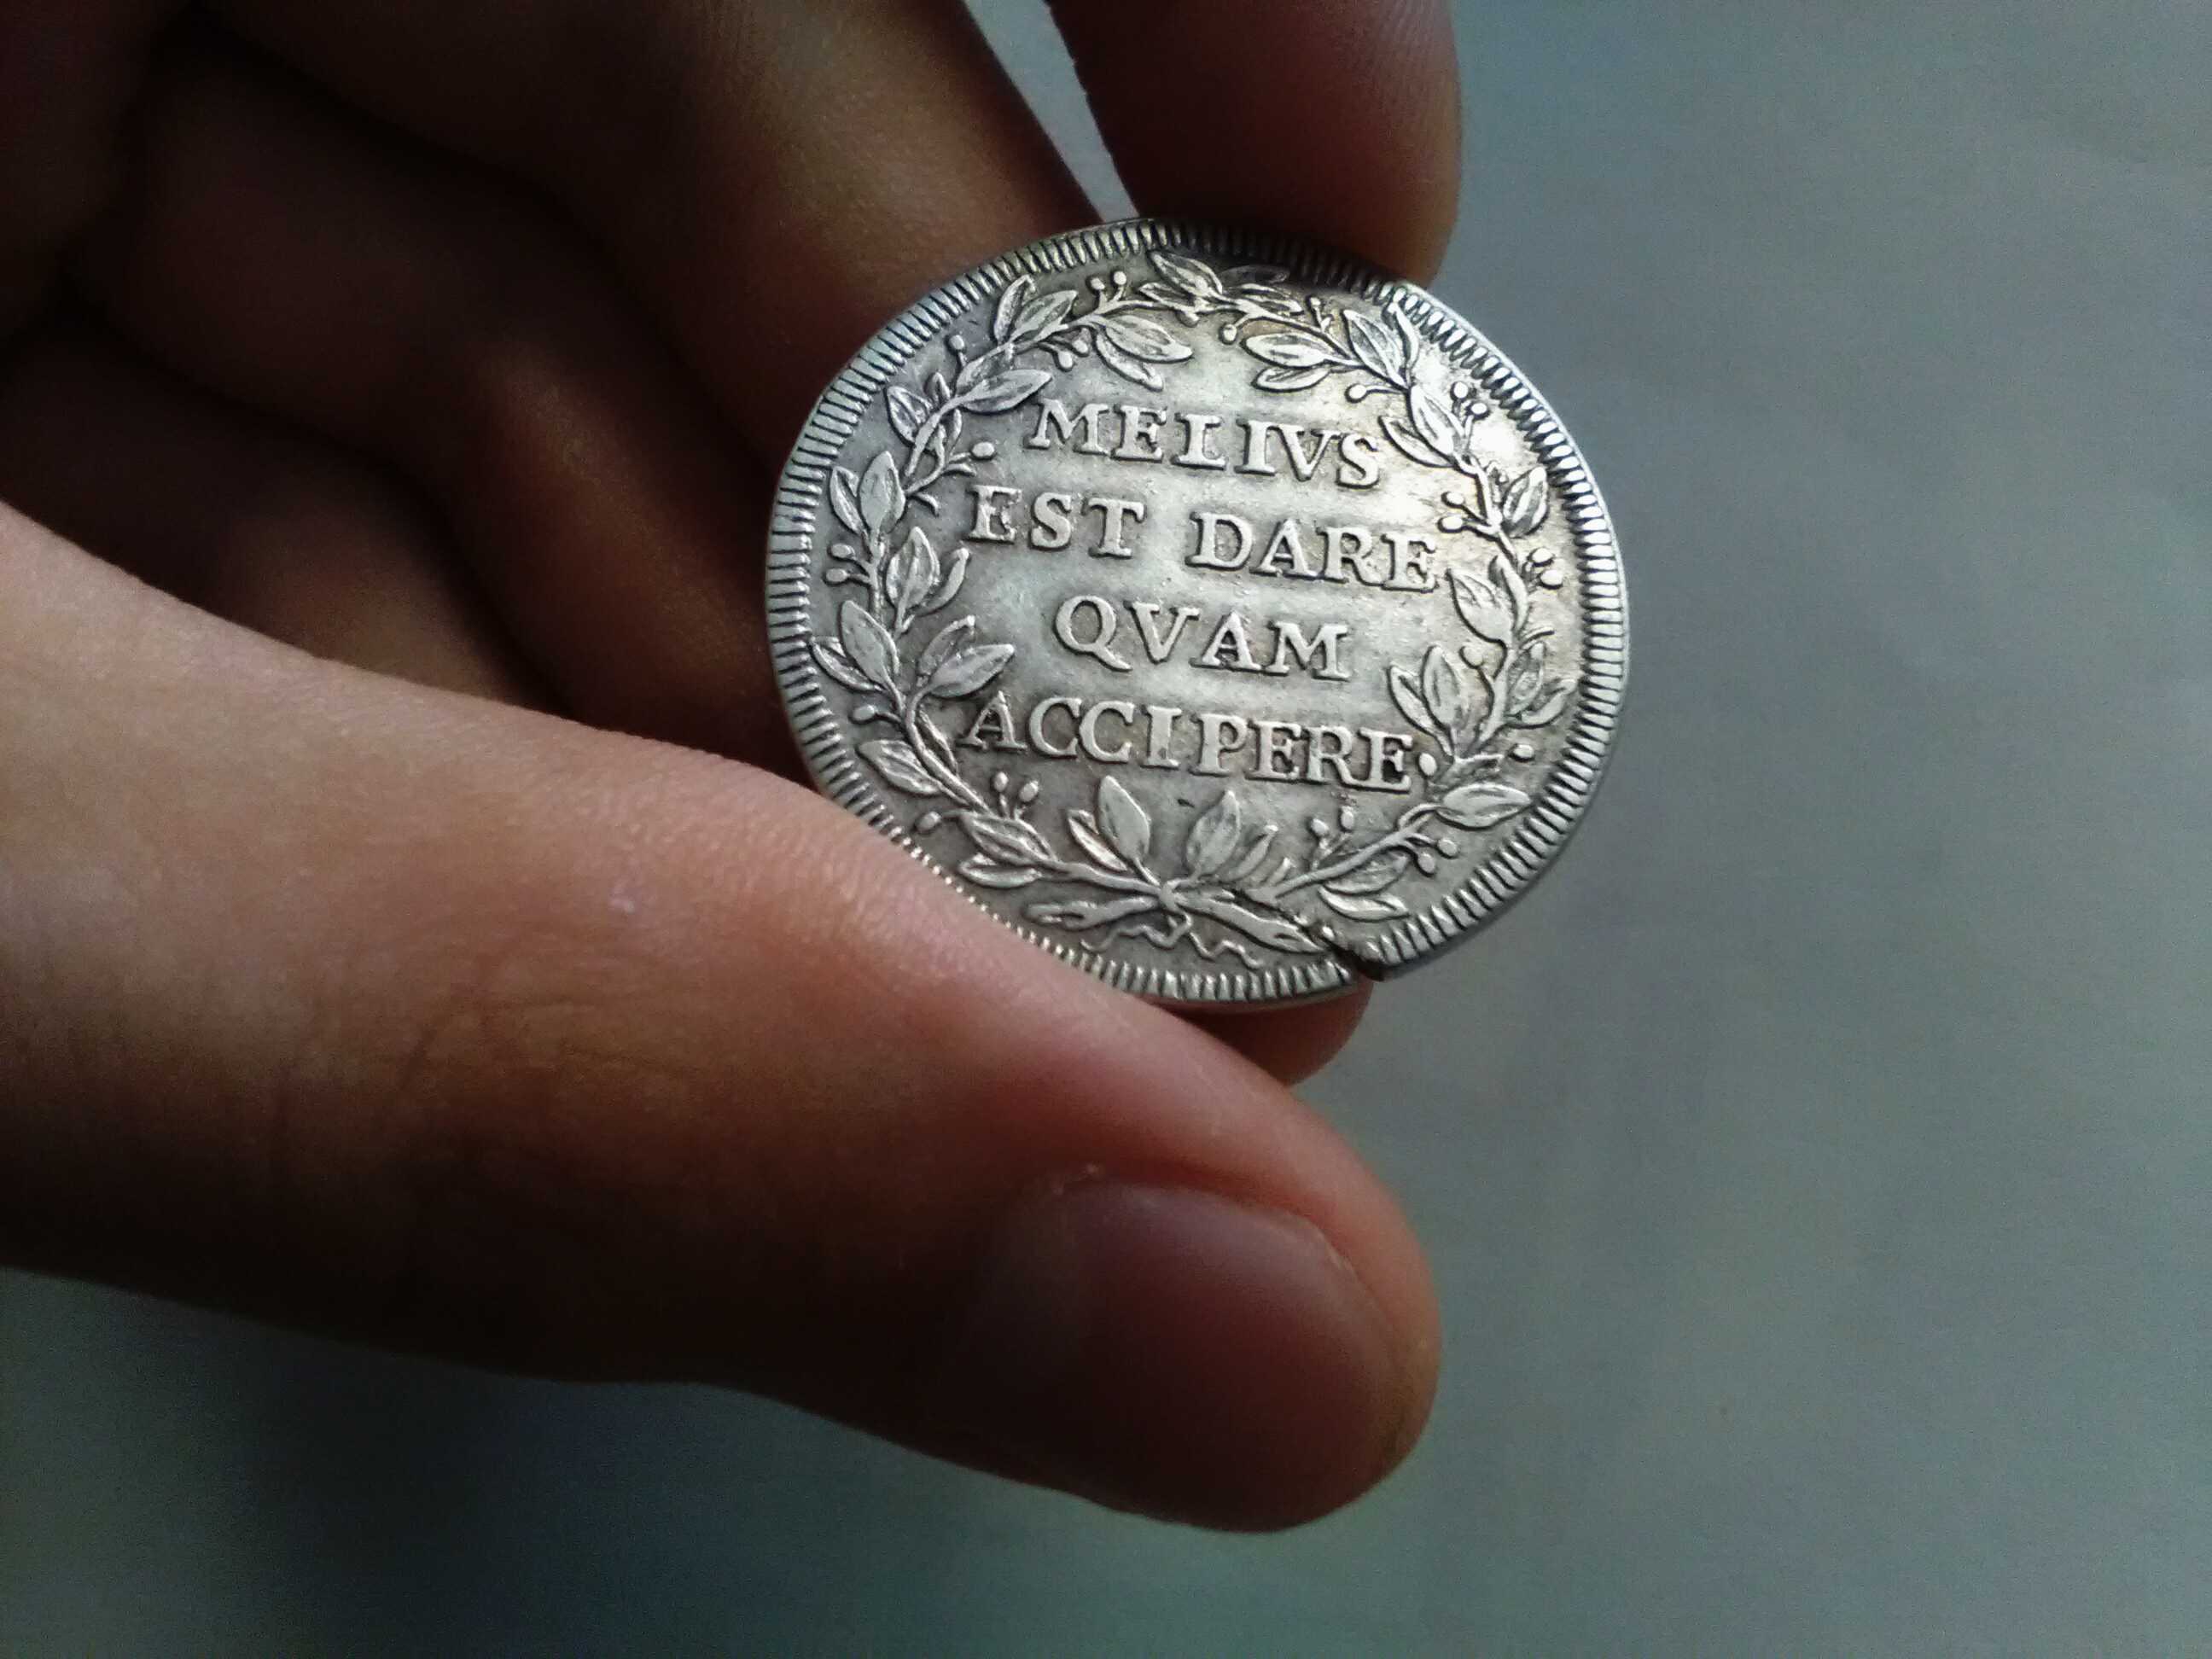 MELIVS
EST DARE
QVAM
ACCIPERE·